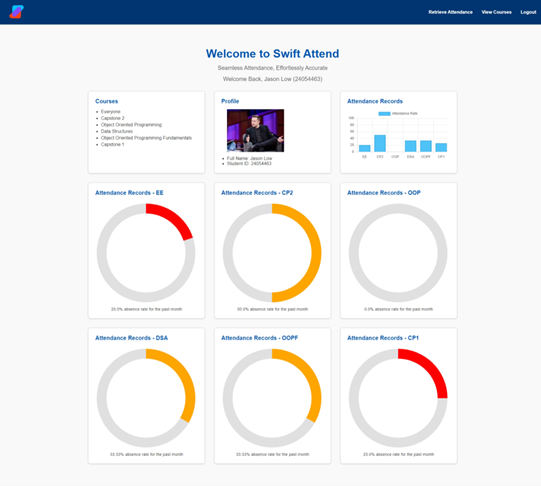 Retrieve Attendance
View Courses
Logout
Welcome to Swift Attend
Seamless Attendance, Effortlessly Accurate
Welcome Back, Jason Low (24054463)
Courses
Everyone
Capstone 2
Object Oriented Programming
Data Structures
Object Oriented Programming Fundamentals
Capstone 1
Profile
Full Name: Jason Low
Student ID: 24054463
Attendance Records
Attendance Rate
100
80
60
40
20
0
EE
CP2
OOP
DSA
OOPF
CP1
Attendance Records - EE
20.0% absence rate for the past month
Attendance Records - CP2
50.0% absence rate for the past month
Attendance Records - OOP
0.0% absence rate for the past month
Attendance Records - DSA
33.33% absence rate for the past month
Attendance Records - OOPF
33.33% absence rate for the past month
Attendance Records - CP1
25.0% absence rate for the past month